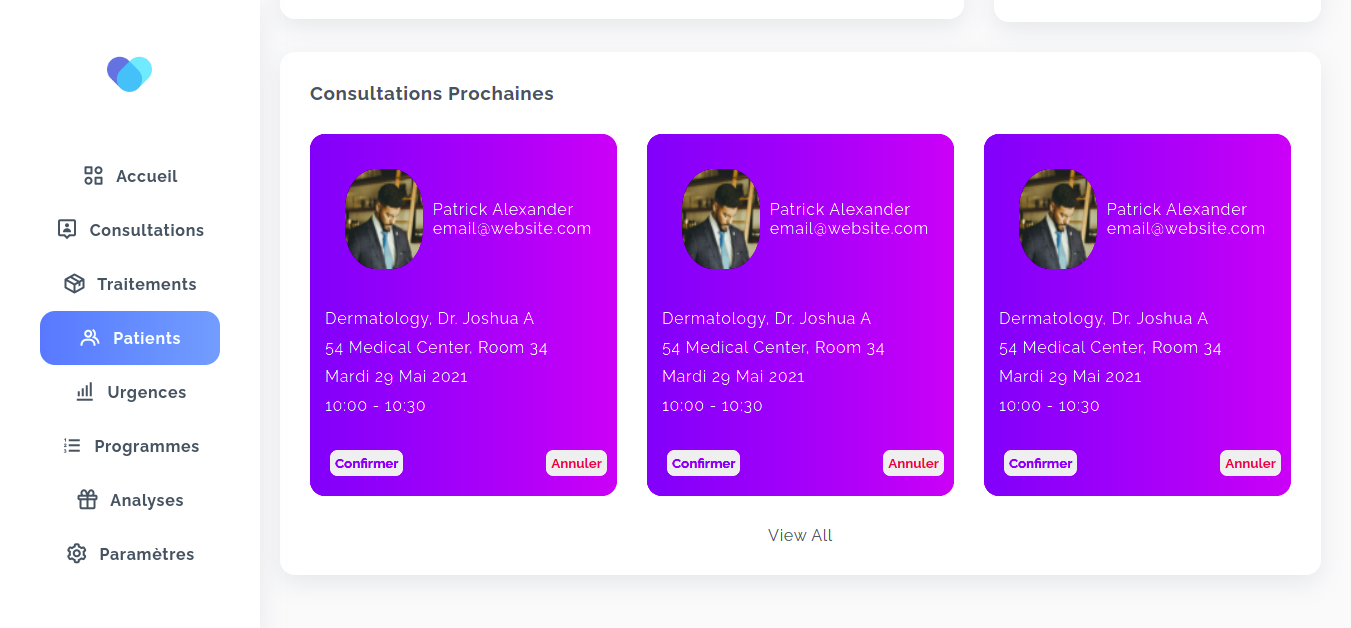 Accueil
Consultations
Traitements
Patients
Urgences
Programmes
Analyses
Paramètres
Consultations Prochaines
Patrick Alexander
email@website.com
Dermatology, Dr. Joshua A
54 Medical Center, Room 34
Mardi 29 Mai 2021
10:00 - 10:30
Confirmer
Annuler
Patrick Alexander
email@website.com
Dermatology, Dr. Joshua A
54 Medical Center, Room 34
Mardi 29 Mai 2021
10:00 - 10:30
Confirmer
Annuler
Patrick Alexander
email@website.com
Dermatology, Dr. Joshua A
54 Medical Center, Room 34
Mardi 29 Mai 2021
10:00 - 10:30
Confirmer
Annuler
View All